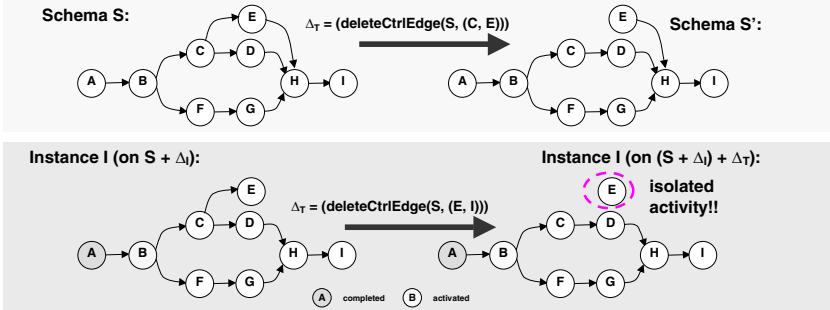 Schema S:
ΔT = (deleteCtrlEdge(S, (C, E)))
Schema S’:
E
C
D
A
B
H
I
F
G
E
C
D
A
B
H
I
F
G
Instance I (on S + ΔI):
Instance I (on (S + ΔI) + ΔT):
E
C
D
A
B
H
I
F
G
ΔT = (deleteCtrlEdge(S, (E, I)))
E
isolated
activity!!
C
D
A
B
H
I
F
G
A completed B activated